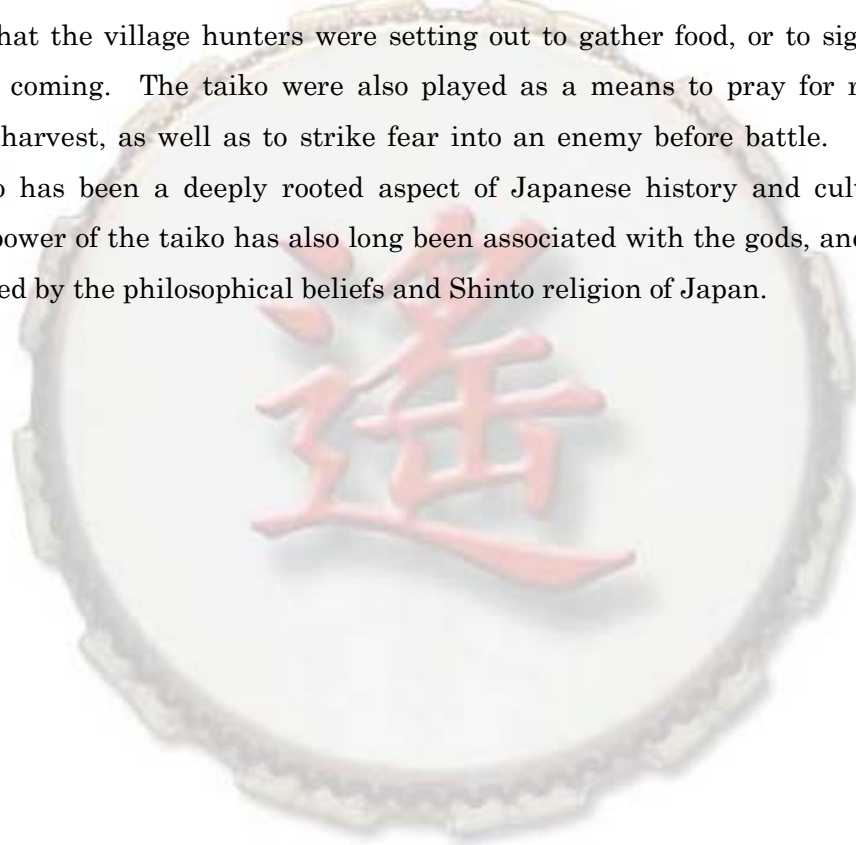 hat the village hunters were setting out to gather food, or to sig
coming. The taiko were also played as a means to pray for r
harvest, as well as to strike fear into an enemy before battle.
o has been a deeply rooted aspect of Japanese history and cul
power of the taiko has also long been associated with the gods, and
ed by the philosophical beliefs and Shinto religion of Japan.
遙